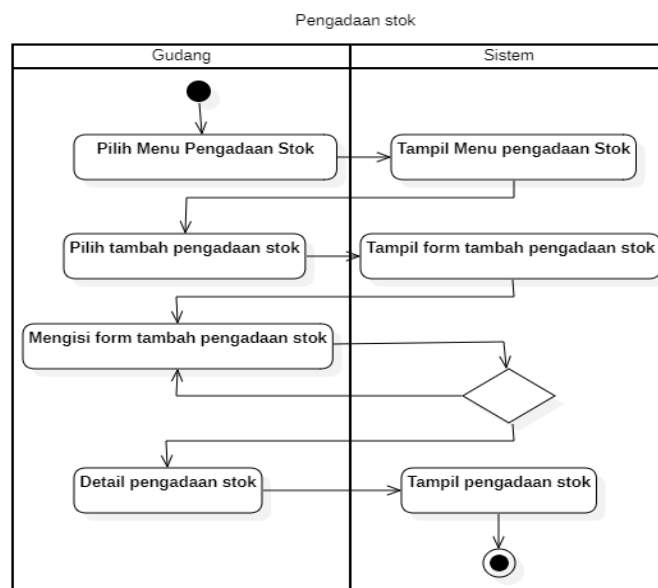 Pengadaan stok
Gudang
Sistem
Pilih Menu Pengadaan Stok
Tampil Menu pengadaan Stok
Pilih tambah pengadaan stok
Tampil form tambah pengadaan stok
Mengisi form tambah pengadaan stok
Detail pengadaan stok
Tampil pengadaan stok